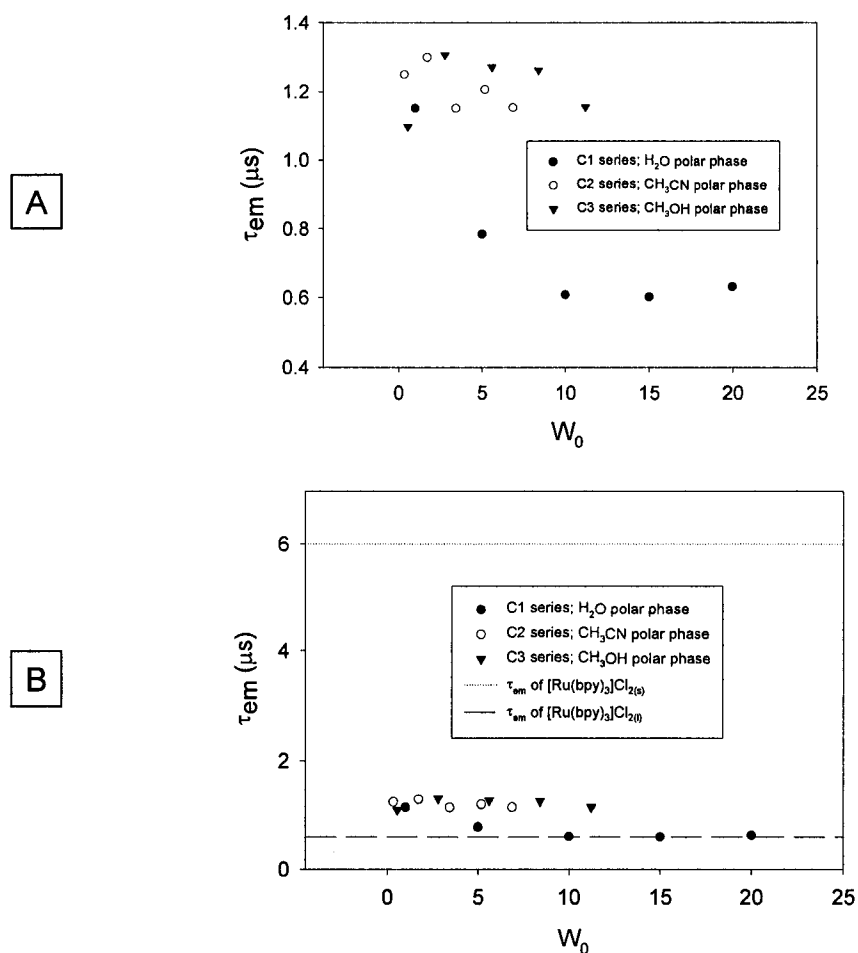 A
1.4
1.2
1.0
0.8
0.6
0.4
τem (μs)
C1 series; H2O polar phase
C2 series; CH3CN polar phase
C3 series; CH3OH polar phase
0 5 10 15 20 25
W0
B
6
4
2
0
τem (μs)
C1 series; H2O polar phase
C2 series; CH3CN polar phase
C3 series; CH3OH polar phase
τem of [Ru(bpy)3]Cl2(s)
τem of [Ru(bpy)3]Cl2(l)
0 5 10 15 20 25
W0